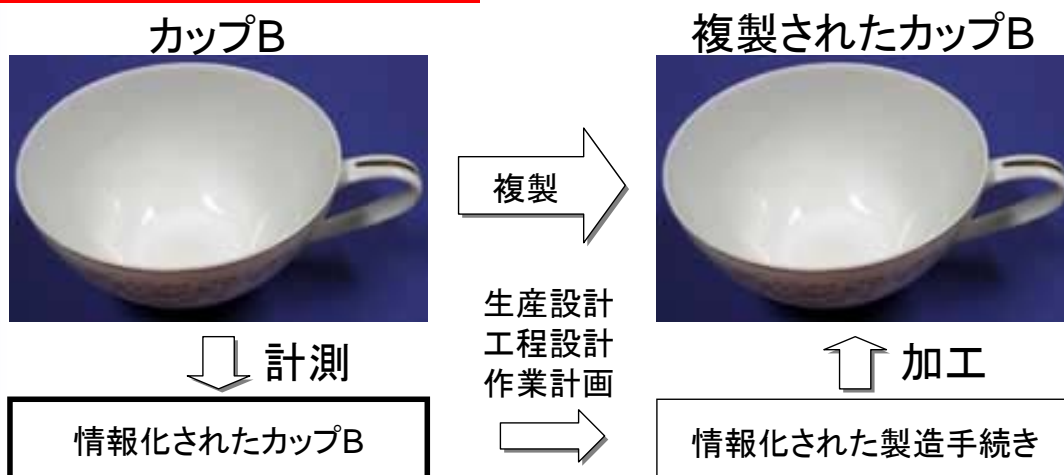 カップB
複製されたカップB
複製
生産設計
工程設計
作業計画
計測
加工
情報化されたカップB
情報化された製造手続き